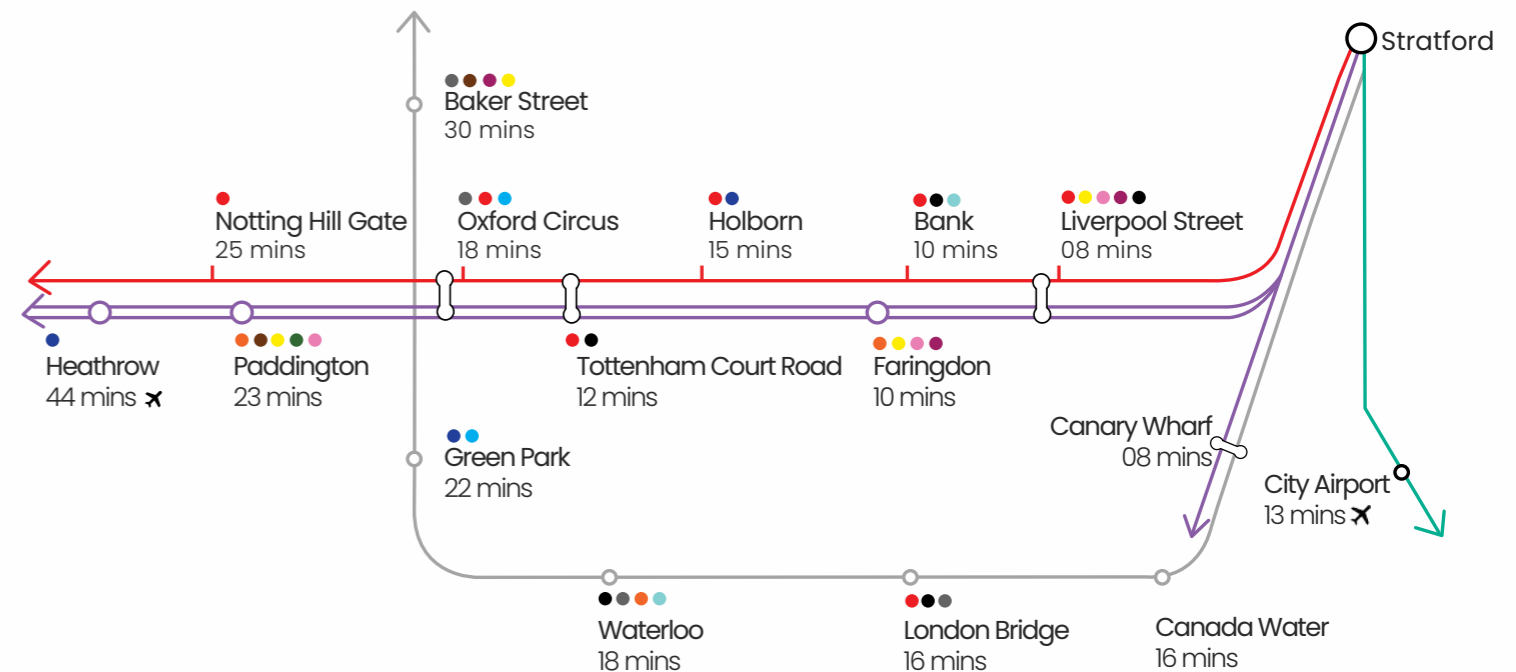 Stratford
Baker Street
30 mins
Notting Hill Gate
25 mins
Oxford Circus
18 mins
Holborn
15 mins
Bank
10 mins
Liverpool Street
08 mins
Heathrow
44 mins
Paddington
23 mins
Tottenham Court Road
12 mins
Faringdon
10 mins
Green Park
22 mins
Canary Wharf
08 mins
City Airport
13 mins
Waterloo
18 mins
London Bridge
16 mins
Canada Water
16 mins